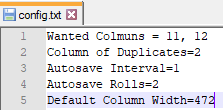 config.txt
1 Wanted Colmuns = 11, 12
2 Column of Duplicates=2
3 Autosave Interval=1
4 Autosave Rolls=2
5 Default Column Width=472